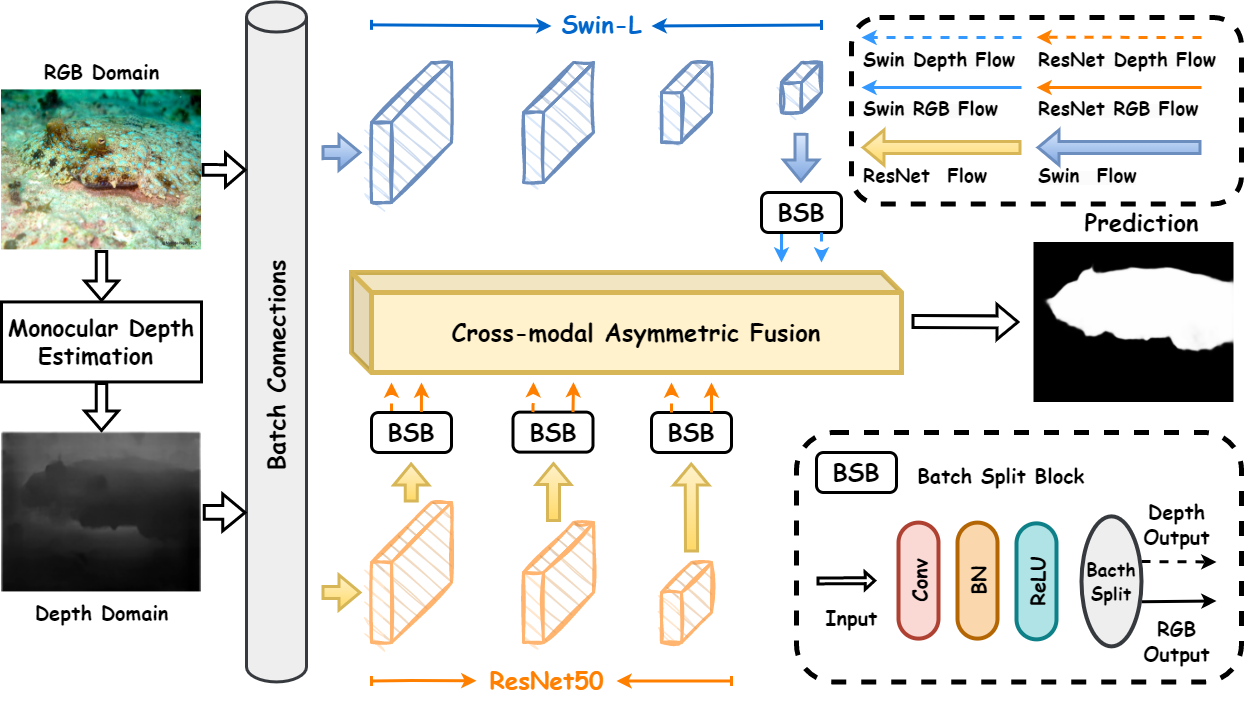 RGB Domain
Monocular Depth
Estimation
Depth Domain
Batch Connections
Swin-L
BSB
Cross-modal Asymmetric Fusion
BSB
BSB
BSB
ResNet50
Swin Depth Flow
ResNet Depth Flow
Swin RGB Flow
ResNet RGB Flow
ResNet Flow
Swin Flow
Prediction
BSB
Batch Split Block
Input
Conv
BN
ReLU
Bacth
Split
Depth
Output
RGB
Output